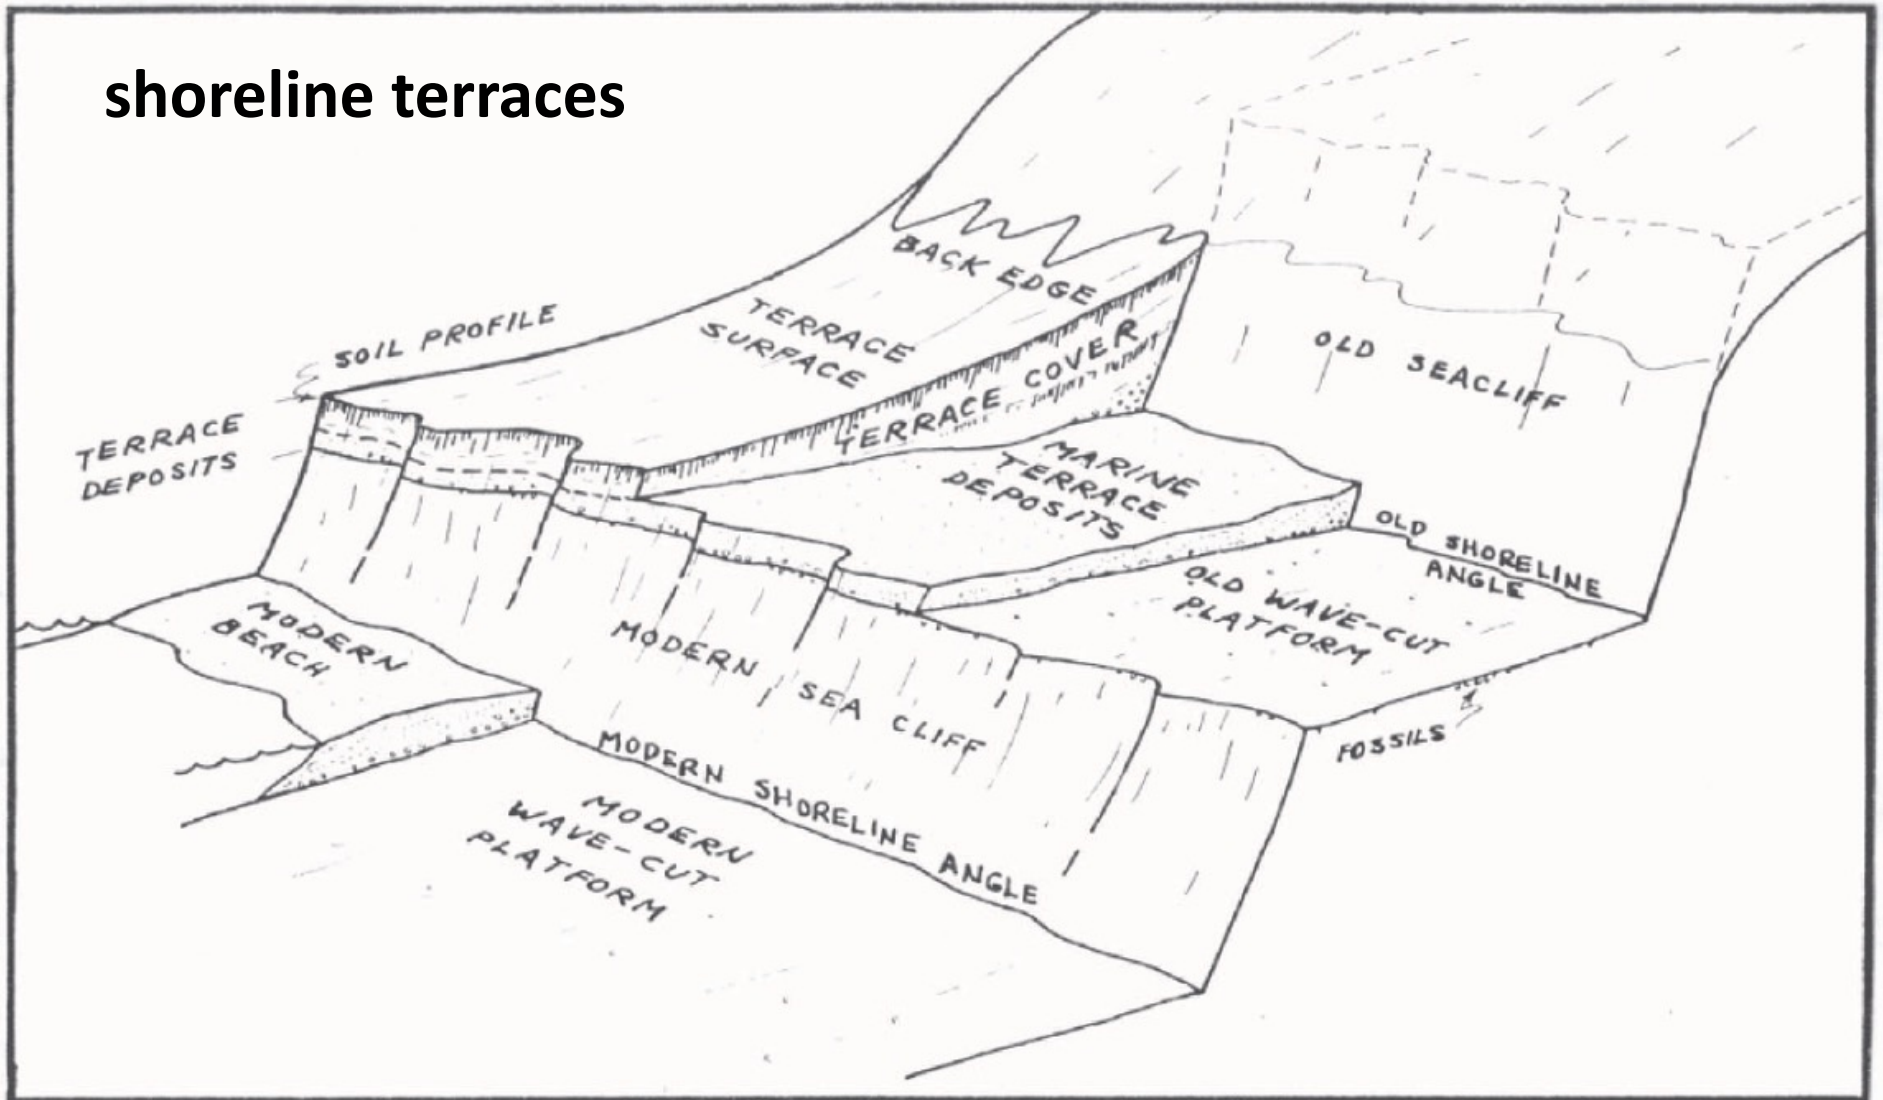 shoreline terraces
BACK EDGE
SOIL PROFILE
TERRACE
SURFACE
TERRACE COVER
OLD SEACLIFF
TERRACE
DEPOSITS
MARINE
TERRACE
DEPOSITS
OLD SHORELINE
ANGLE
OLD WAVE-CUT
PLATFORM
MODERN
BEACH
MODERN SEA CLIFF
FOSSILS
MODERN SHORELINE ANGLE
MODERN
WAVE-CUT
PLATFORM